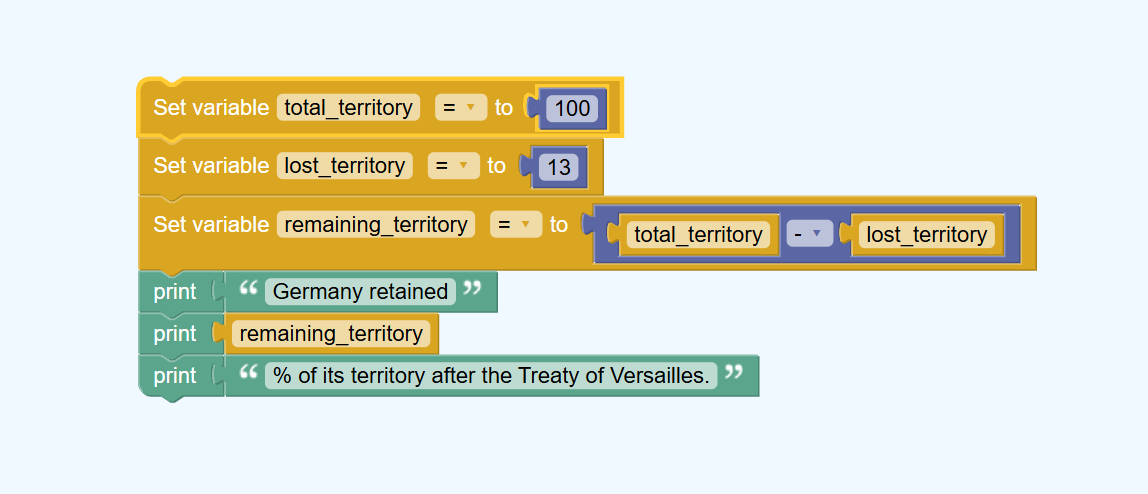 Set variable total_territory = to 100
Set variable lost_territory = to 13
Set variable remaining_territory = to total_territory - lost_territory
print “ Germany retained ”
print remaining_territory
print “ % of its territory after the Treaty of Versailles. ”